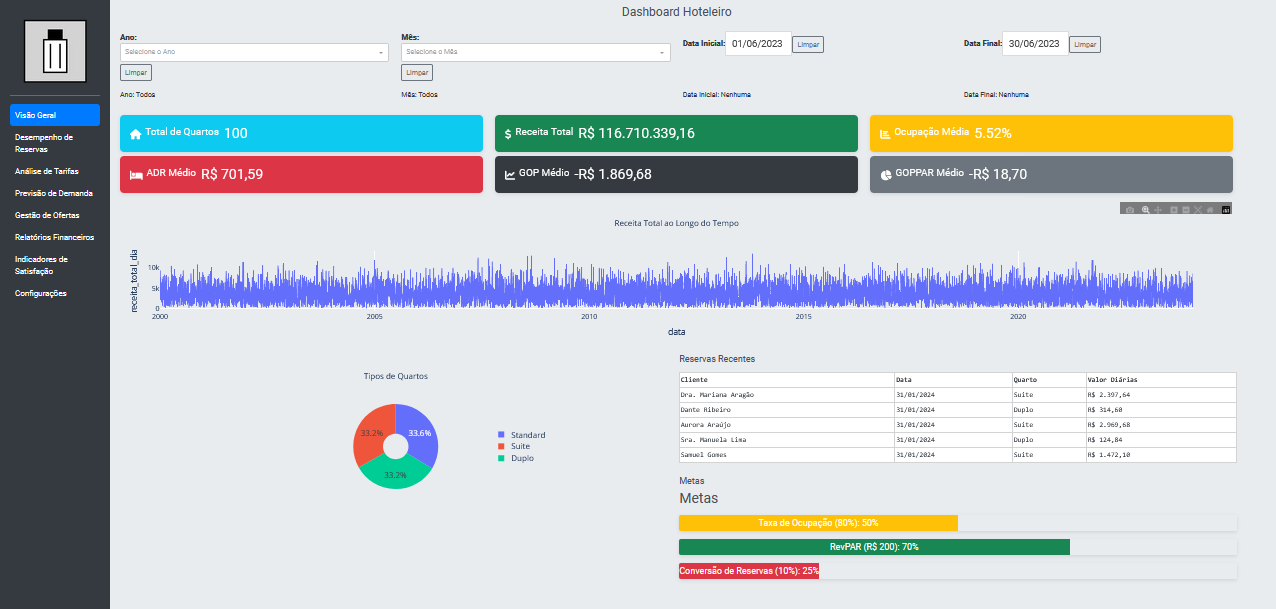 Dashboard Hoteleiro
Ano:
Selecione o Ano
Limpar
Ano: Todos
Mês:
Selecione o Mês
Limpar
Mês: Todos
Data Inicial: 01/06/2023 Limpar
Data Inicial: Nenhuma
Data Final: 30/06/2023 Limpar
Data Final: Nenhuma
Visão Geral
Desempenho de
Reservas
Análise de Tarifas
Previsão de Demanda
Gestão de Ofertas
Relatórios Financeiros
Indicadores de
Satisfação
Configurações
Total de Quartos 100
Receita Total R$ 116.710.339,16
Ocupação Média 5.52%
ADR Médio R$ 701,59
GOP Médio -R$ 1.869,68
GOPPAR Médio -R$ 18,70
Receita Total ao Longo do Tempo
receita_total_dia
10k
5k
0
2000 2005 2010 2015 2020
data
Tipos de Quartos
33.2% 33.6%
33.2%
Standard
Suite
Duplo
Reservas Recentes
Cliente Data Quarto Valor Diárias
Dra. Mariana Aragão 31/01/2024 Suite R$ 2.397,64
Dante Ribeiro 31/01/2024 Duplo R$ 314,60
Aurora Araújo 31/01/2024 Suite R$ 2.969,68
Sra. Manuela Lima 31/01/2024 Duplo R$ 124,84
Samuel Gomes 31/01/2024 Suite R$ 1.472,10
Metas
Metas
Taxa de Ocupação (80%): 50%
RevPAR (R$ 200): 70%
Conversão de Reservas (10%): 25%